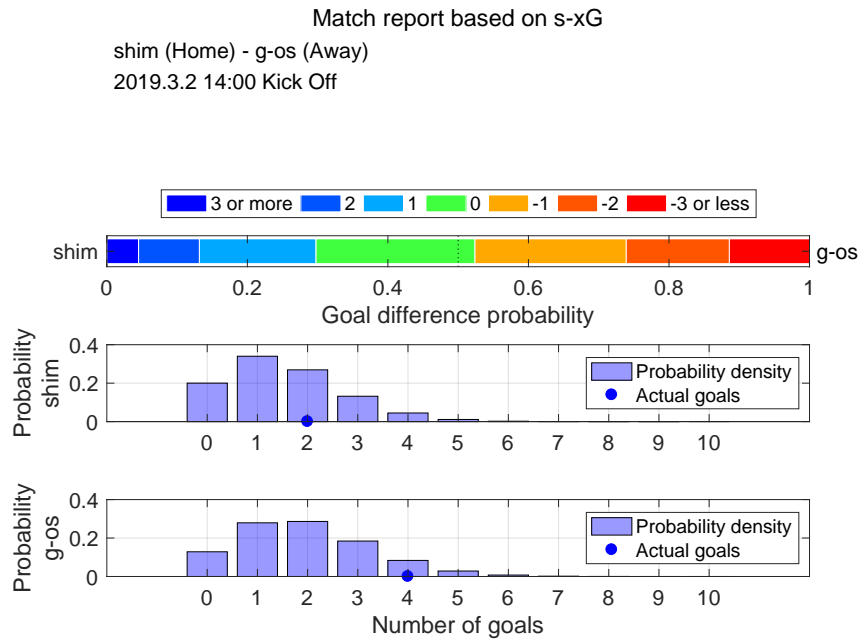 Match report based on s-xG
shim (Home) - g-os (Away)
2019.3.2 14:00 Kick Off
3 or more 2 1 0 -1 -2 -3 or less
shim g-os
0 0.2 0.4 0.6 0.8 1
Goal difference probability
Probability
shim
0.4
0.2
0
Probability density
Actual goals
0 1 2 3 4 5 6 7 8 9 10
Probability
g-os
0.4
0.2
0
Probability density
Actual goals
0 1 2 3 4 5 6 7 8 9 10
Number of goals